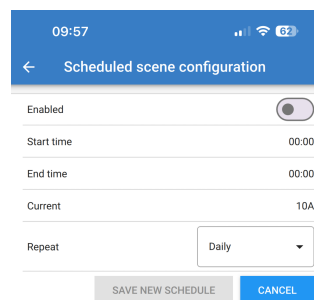 09:57
62
Scheduled scene configuration
Enabled
Start time 00:00
End time 00:00
Current 10A
Repeat Daily
SAVE NEW SCHEDULE CANCEL